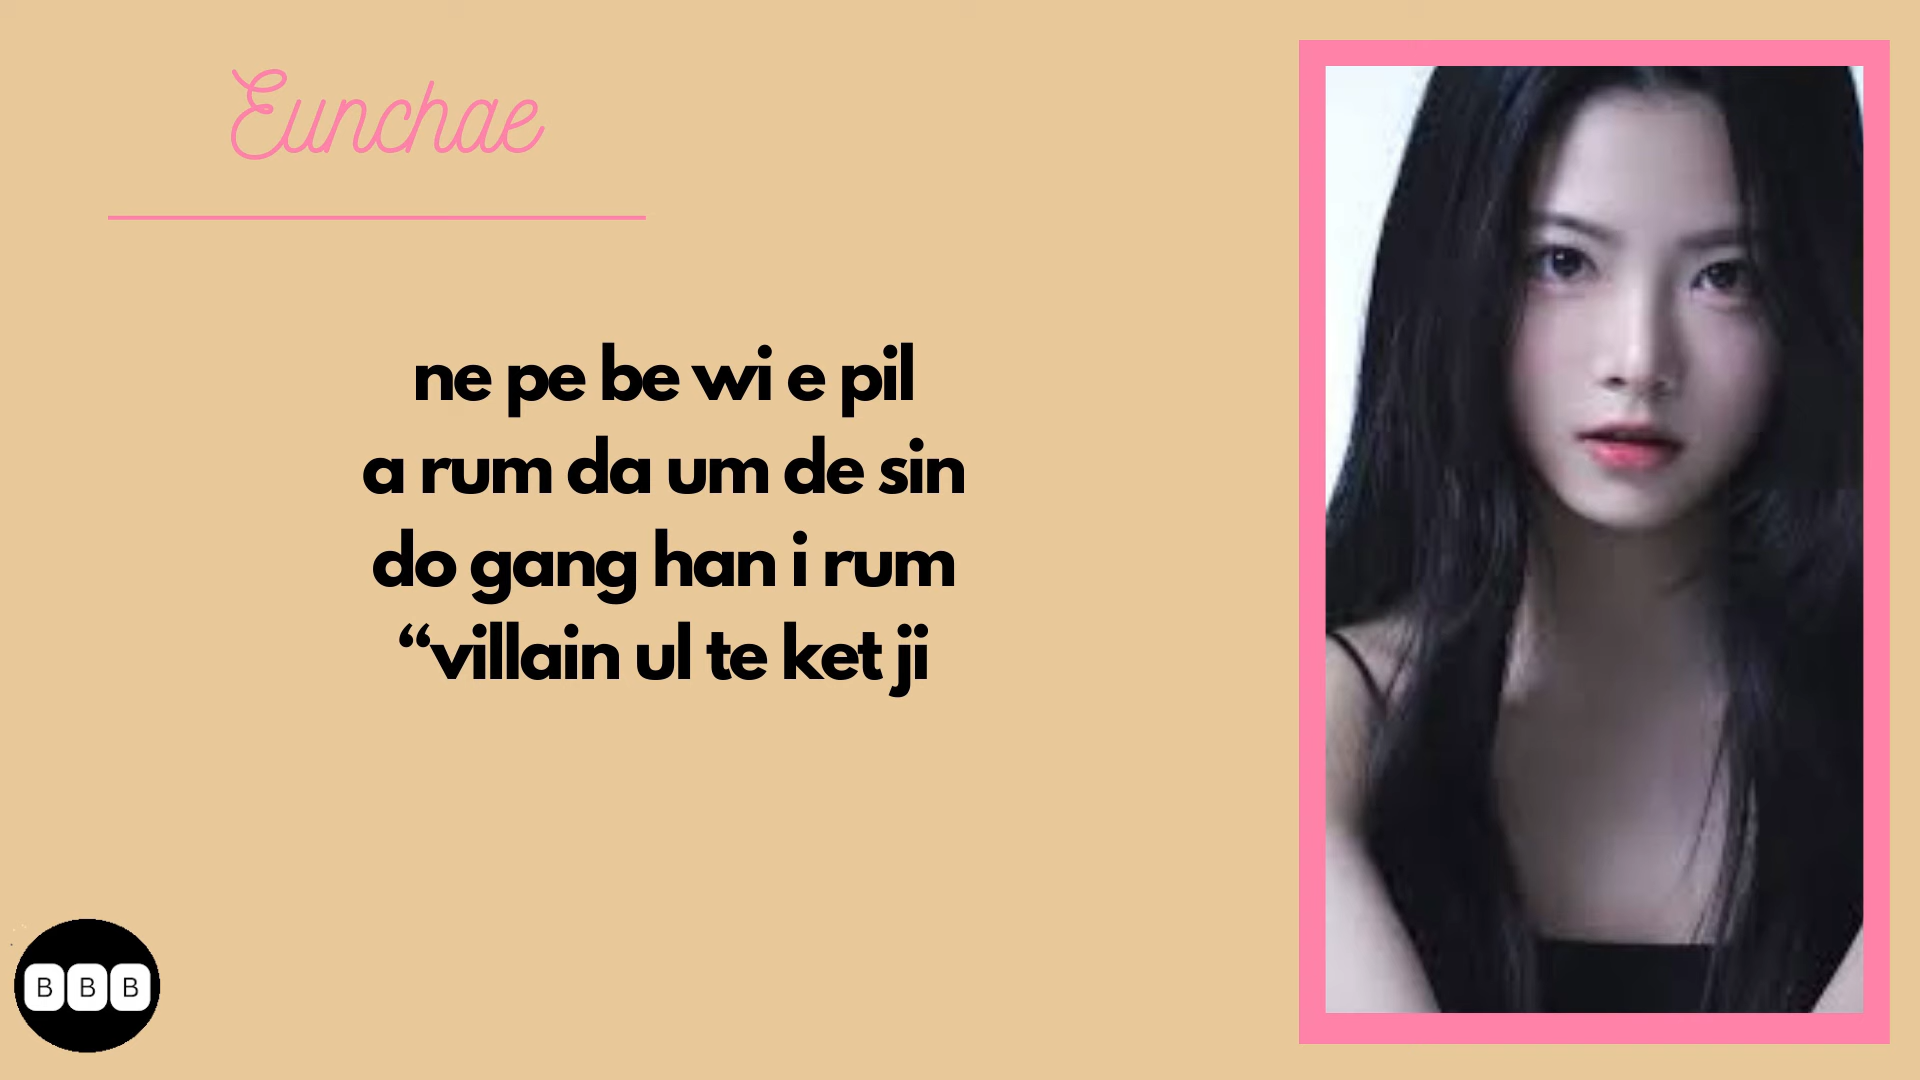 Eunchae
ne pe be wi e pil
a rum da um de sin
do gang han i rum
“villain ul te ket ji
B B B